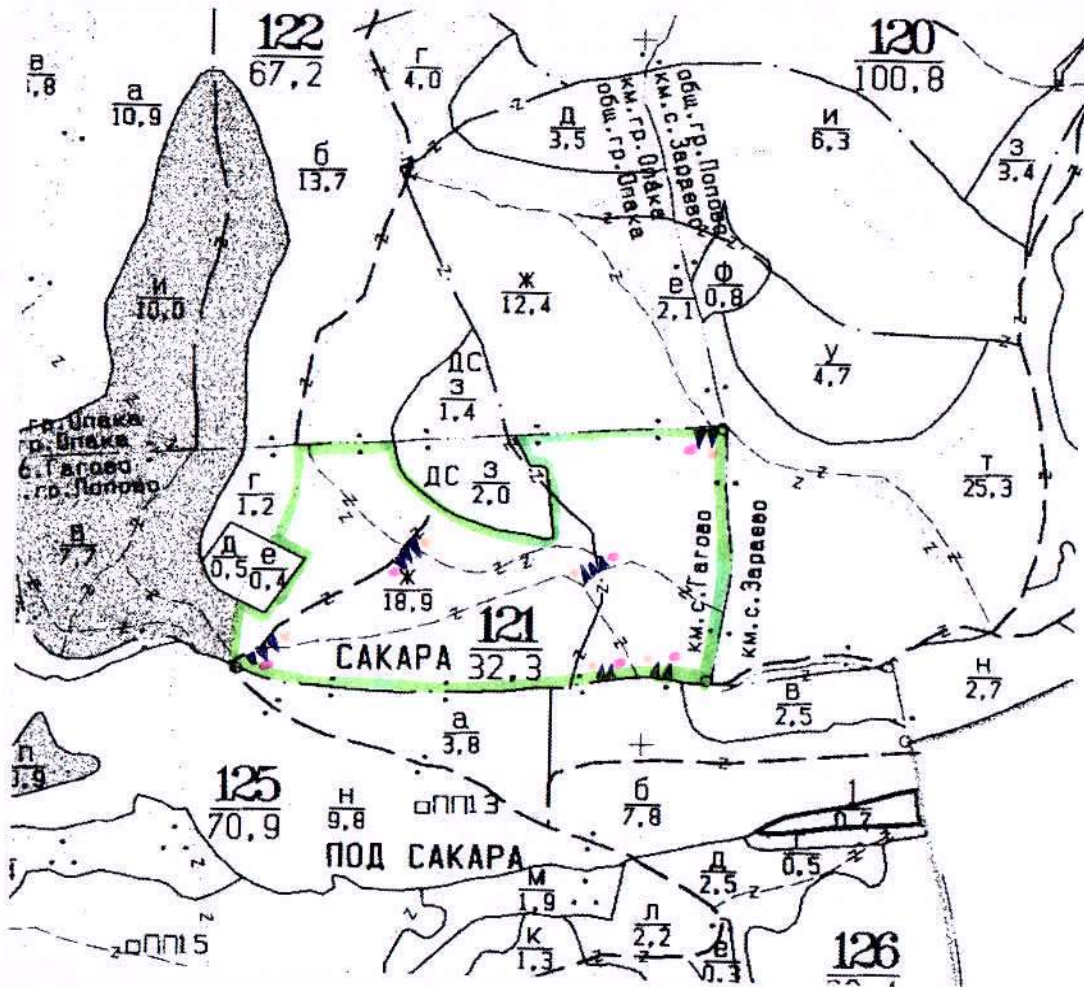 122
67,2
120
100,8
в
а
10,9
г
4,0
б
13,7
д
3,5
и
6,3
з
3,4
общ.гр.Попово
км.с.Зараево
км.гр.Опака
общ.гр.Опака
и
10,0
ж
12,4
е
2,1
ф
0,8
у
4,7
ДС
з
1,4
гр.Опака
Опака
Гагово
гр.Попово
ДС з
2,0
г
1,2
т
25,3
в
7,7
д
0,5
е
0,4
ж
18,9
км.с.Гагово
км.с.Зараево
121
САКАРА 32,3
н
2,7
в
2,5
а
3,8
п
125
70,9
н
9,8
ПП13
б
7,8
1
0,7
0,5
ПОД САКАРА
д
2,5
м
1,9
л
2,2
к
1,3
е
0,3
ПП15
126